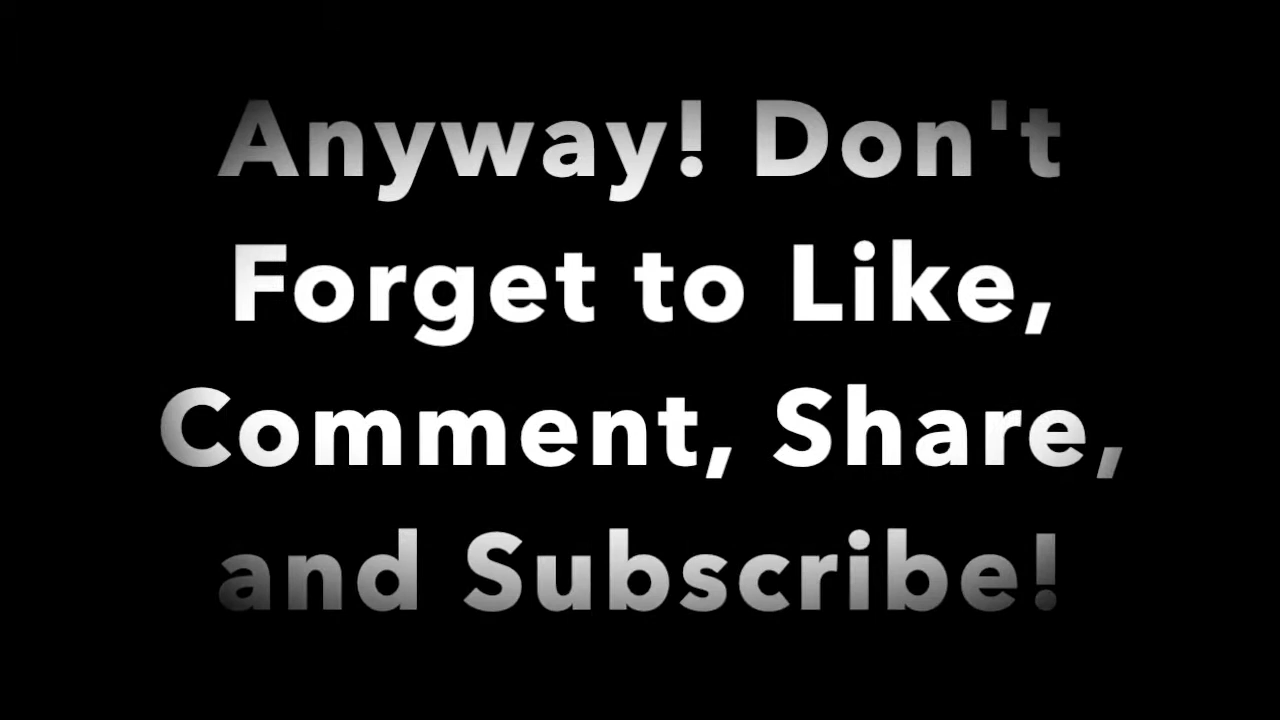 Anyway! Don't
Forget to Like,
Comment, Share,
and Subscribe!